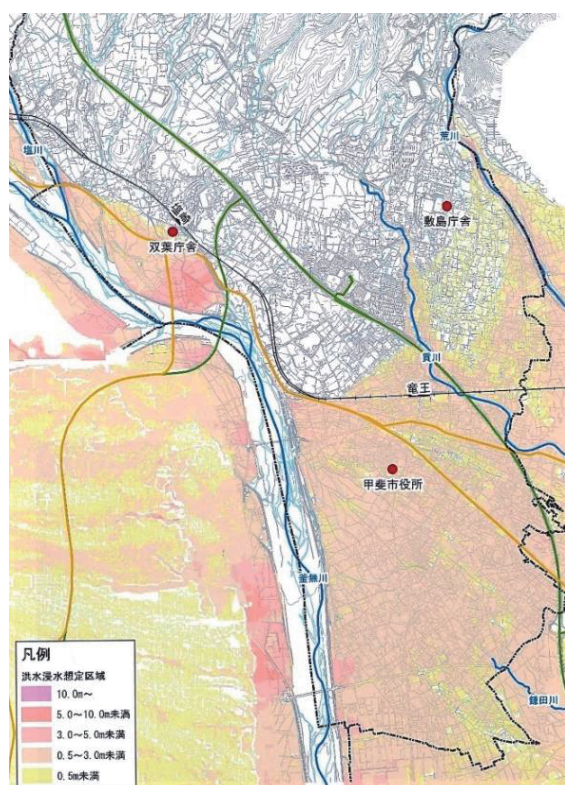 塩川
荒川
敷島庁舎
塩崎
双葉庁舎
貢川
竜王
甲斐市役所
釜無川
鎌田川
凡例
洪水浸水想定区域
10.0m～
5.0～10.0m未満
3.0～5.0m未満
0.5～3.0m未満
0.5m未満